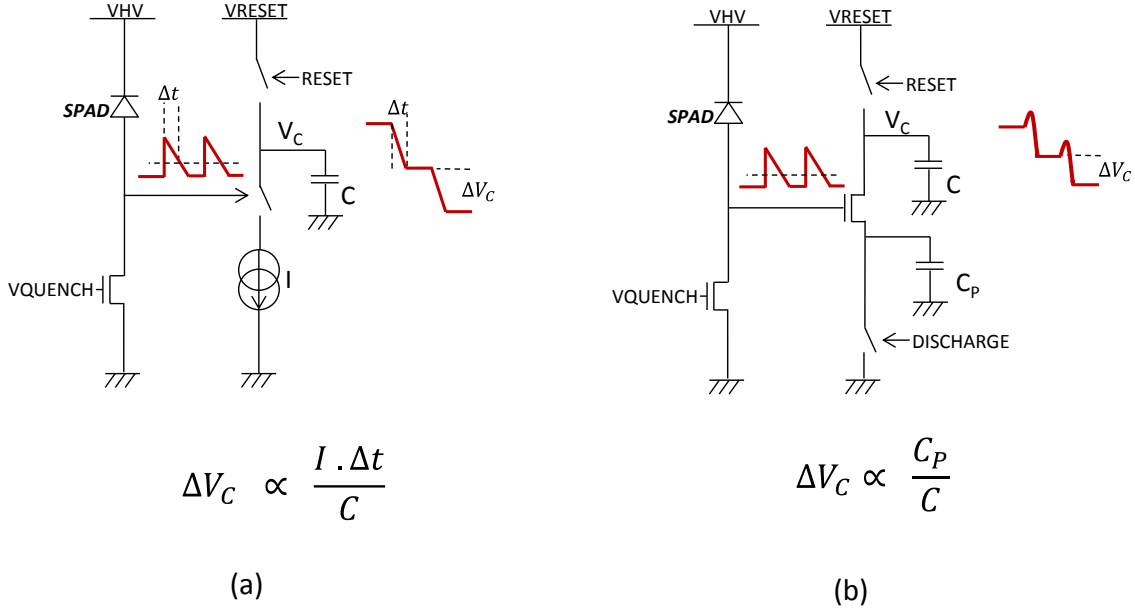 VHV
VRESET
RESET
Δt
SPAD
V_C
Δt
C
ΔV_C
I
VQUENCH
ΔV_C ∝ I . Δt / C
(a)
VHV
VRESET
RESET
SPAD
V_C
C
ΔV_C
C_P
VQUENCH
DISCHARGE
ΔV_C ∝ C_P / C
(b)